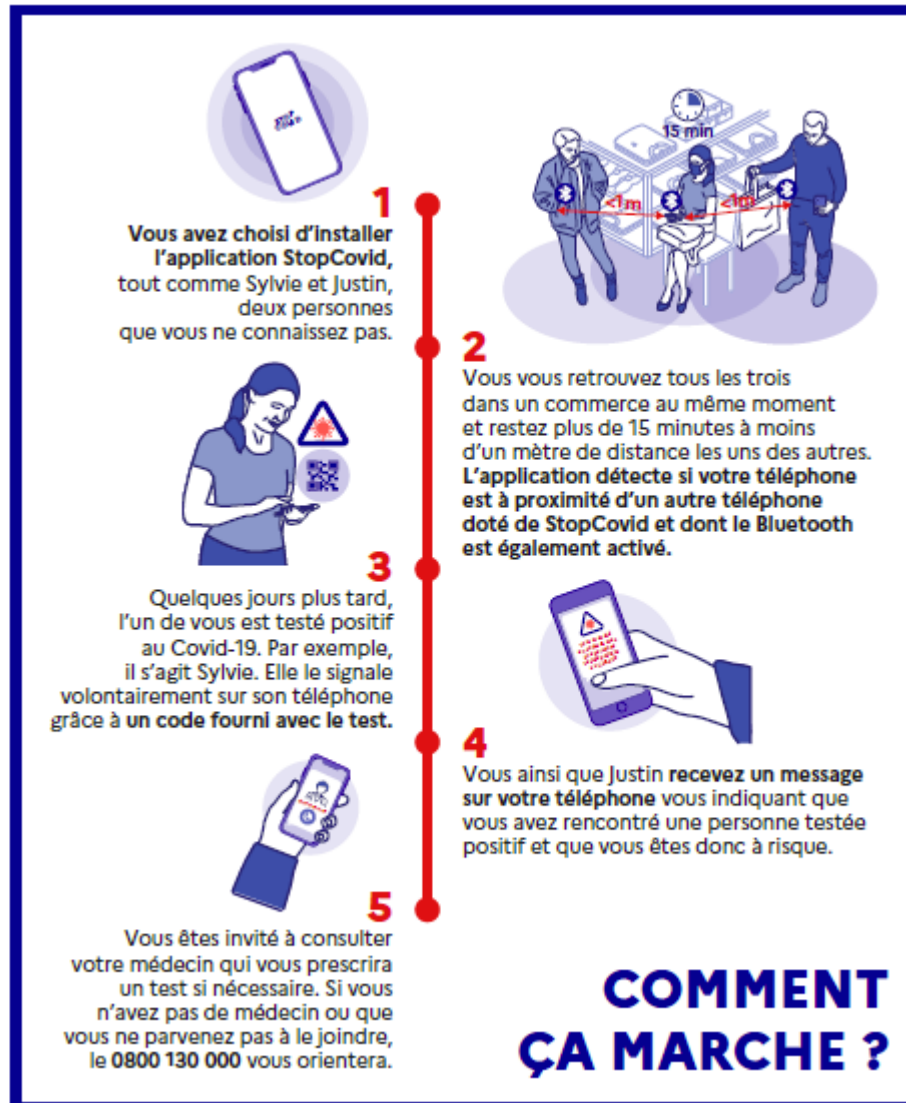 STOP
COVID
1
Vous avez choisi d'installer
l'application StopCovid,
tout comme Sylvie et Justin,
deux personnes
que vous ne connaissez pas.
15 min
<1m
<1m
2
Vous vous retrouvez tous les trois
dans un commerce au même moment
et restez plus de 15 minutes à moins
d'un mètre de distance les uns des autres.
L'application détecte si votre téléphone
est à proximité d'un autre téléphone
doté de StopCovid et dont le Bluetooth
est également activé.
3
Quelques jours plus tard,
l'un de vous est testé positif
au Covid-19. Par exemple,
il s'agit Sylvie. Elle le signale
volontairement sur son téléphone
grâce à un code fourni avec le test.
4
Vous ainsi que Justin recevez un message
sur votre téléphone vous indiquant que
vous avez rencontré une personne testée
positif et que vous êtes donc à risque.
5
Vous êtes invité à consulter
votre médecin qui vous prescrira
un test si nécessaire. Si vous
n'avez pas de médecin ou que
vous ne parvenez pas à le joindre,
le 0800 130 000 vous orientera.
COMMENT
ÇA MARCHE ?